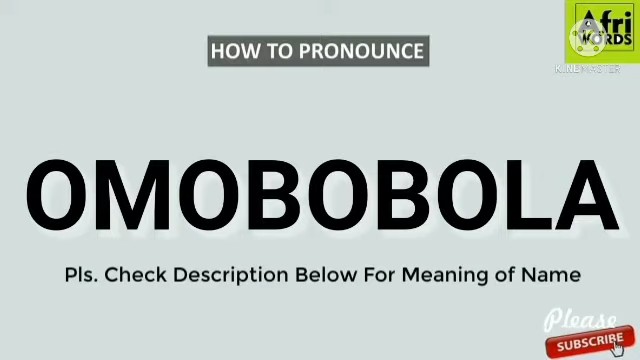 Afri
WORDS
KINEMASTER
HOW TO PRONOUNCE
OMOBOBOLA
Pls. Check Description Below For Meaning of Name
Please
SUBSCRIBE